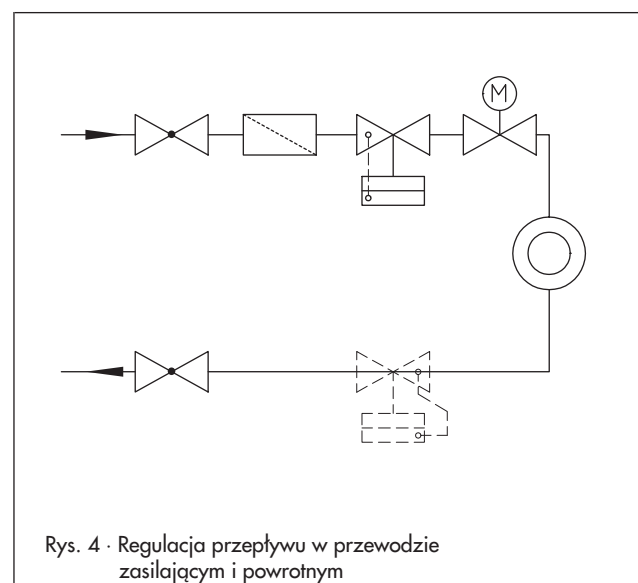 M
Rys. 4 · Regulacja przepływu w przewodzie
zasilającym i powrotnym